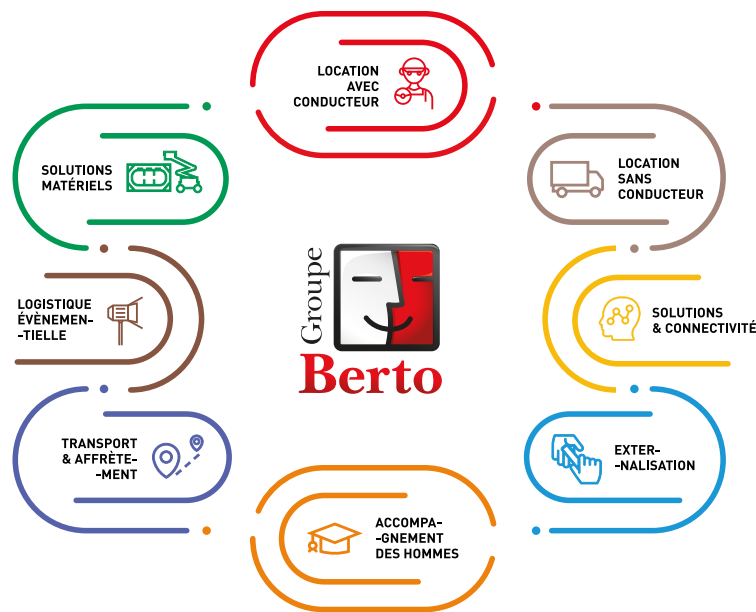 LOCATION
AVEC
CONDUCTEUR
SOLUTIONS
MATÉRIELS
LOCATION
SANS
CONDUCTEUR
LOGISTIQUE
ÉVÈNEMEN-
-TIELLE
Groupe
Berto
SOLUTIONS
& CONNECTIVITÉ
TRANSPORT
& AFFRÈTE-
-MENT
EXTER-
-NALISATION
ACCOMPA-
-GNEMENT
DES HOMMES